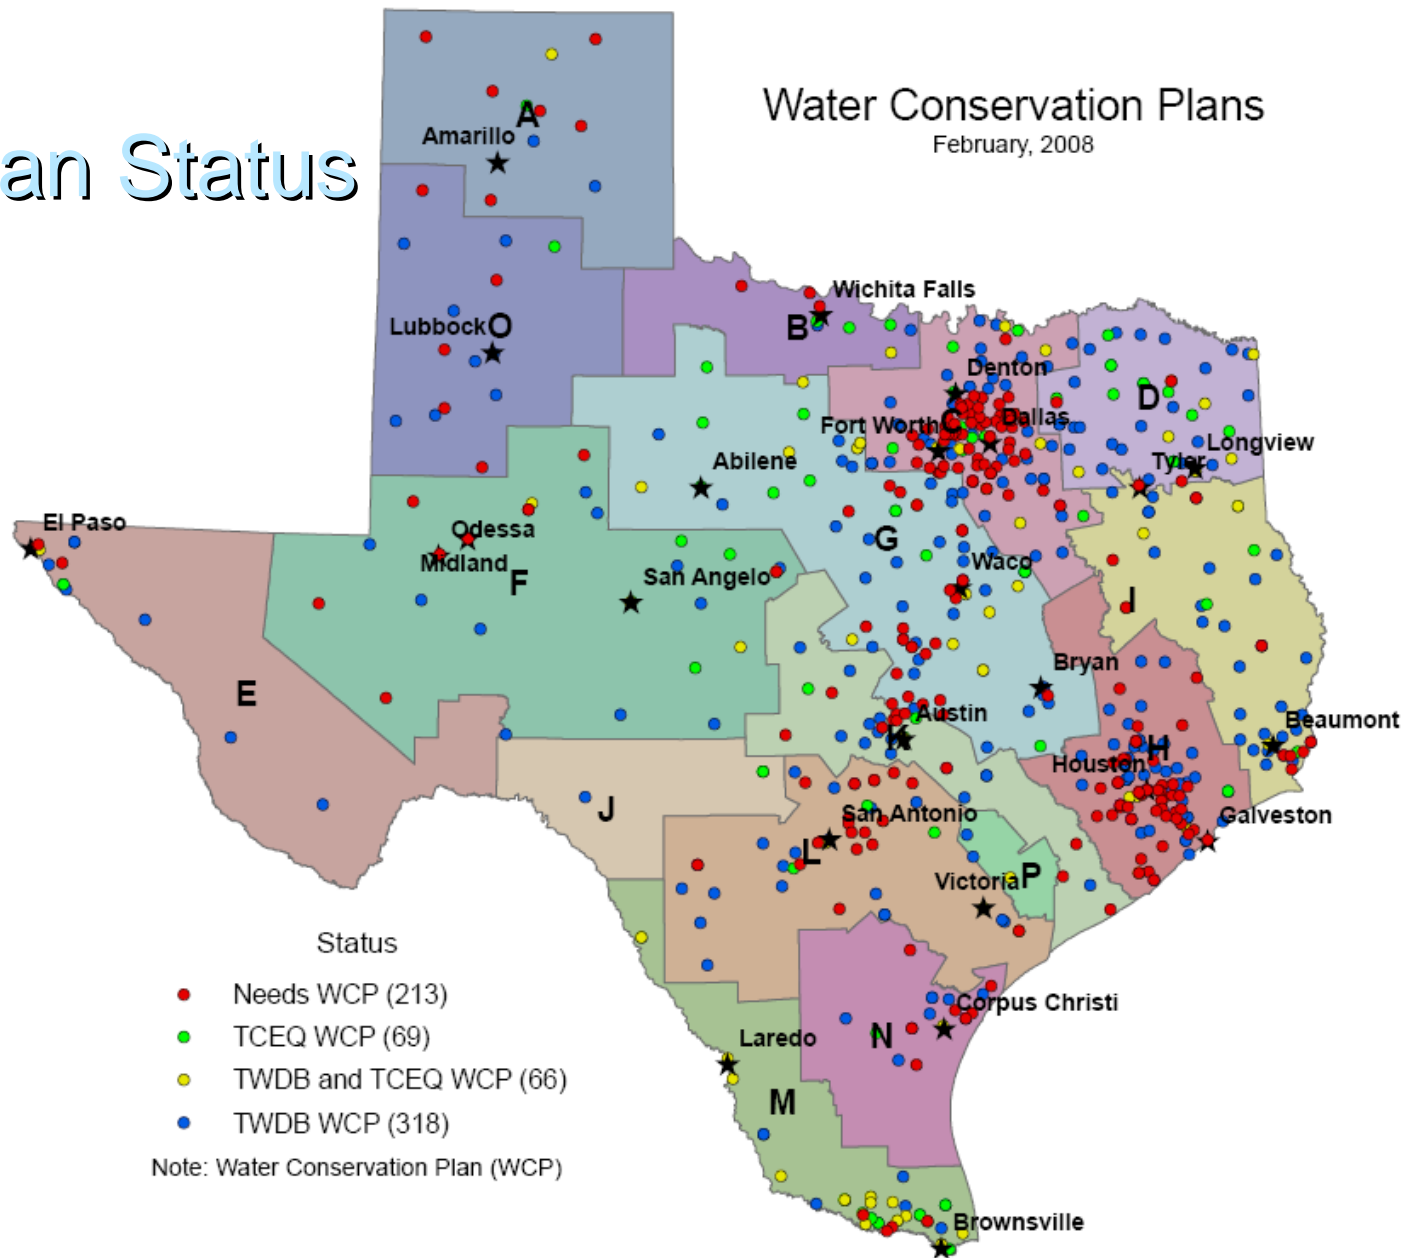 an Status
Water Conservation Plans
February, 2008
A
Amarillo
Wichita Falls
B
Lubbock
O
Denton
D
C
Fort Worth
Dallas
Longview
Abilene
Tyler
El Paso
Odessa
G
Midland
F
San Angelo
Waco
I
Bryan
E
Austin
K
Beaumont
H
Houston
J
San Antonio
Galveston
L
P
Victoria
Status
Needs WCP (213)
TCEQ WCP (69)
TWDB and TCEQ WCP (66)
TWDB WCP (318)
Note: Water Conservation Plan (WCP)
Corpus Christi
N
Laredo
M
Brownsville